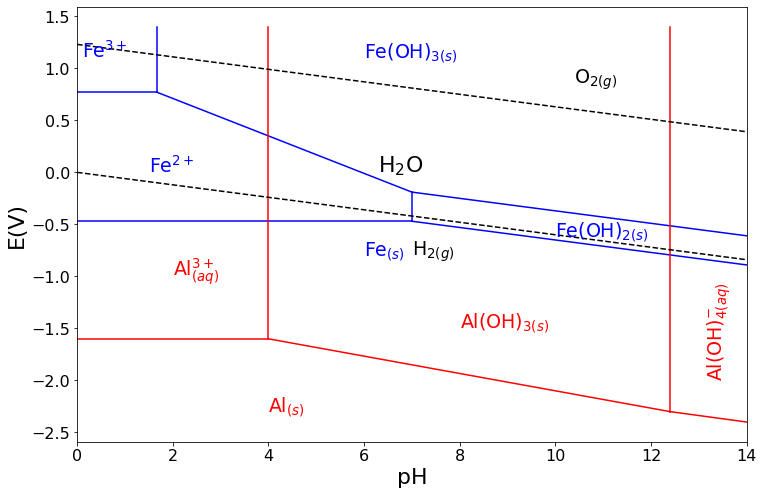 1.5
1.0
0.5
0.0
−0.5
−1.0
−1.5
−2.0
−2.5
E(V)
Fe³⁺
Fe(OH)₃₍ₛ₎
O₂₍g₎
Fe²⁺
H₂O
Fe(OH)₂₍ₛ₎
Fe₍ₛ₎
H₂₍g₎
Al³⁺₍aq₎
Al(OH)₃₍ₛ₎
Al(OH)⁻₄₍aq₎
Al₍ₛ₎
0 2 4 6 8 10 12 14
pH